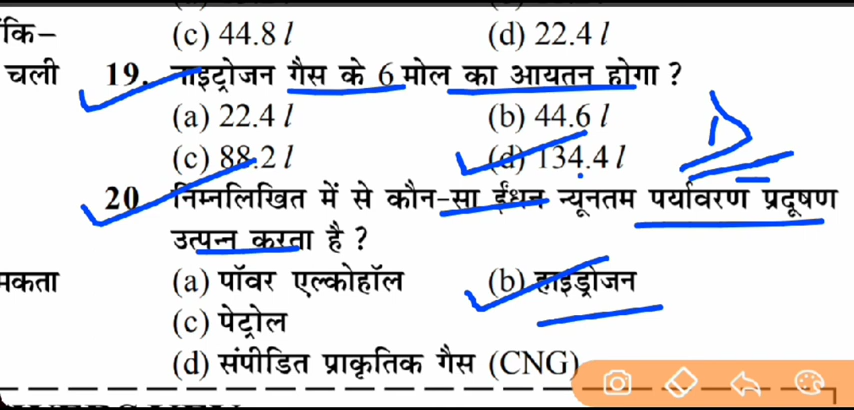 कि–
(c) 44.8 l (d) 22.4 l
चली 19. नाइट्रोजन गैस के 6 मोल का आयतन होगा ?
(a) 22.4 l (b) 44.6 l
(c) 88.2 l (d) 134.4 l
D
20 निम्नलिखित में से कौन-सा ईंधन न्यूनतम पर्यावरण प्रदूषण
उत्पन्न करता है ?
मकता (a) पॉवर एल्कोहॉल (b) हाइड्रोजन
(c) पेट्रोल
(d) संपीडित प्राकृतिक गैस (CNG)